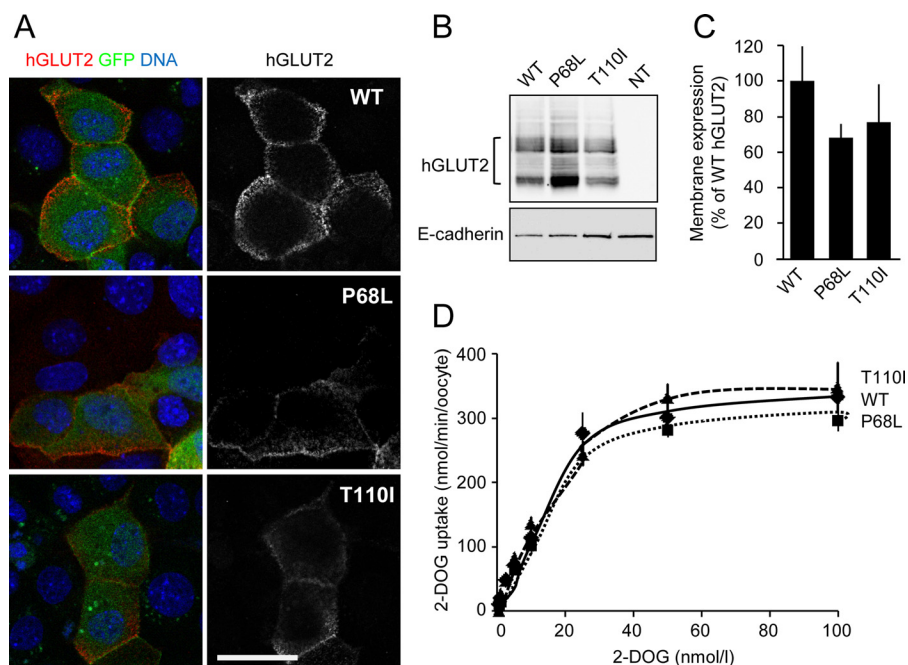 A
hGLUT2 GFP DNA
hGLUT2
WT
P68L
T110I
B
WT
P68L
T110I
NT
hGLUT2
E-cadherin
C
Membrane expression
(% of WT hGLUT2)
120
100
80
60
40
20
0
WT
P68L
T110I
D
2-DOG uptake (nmol/min/oocyte)
400
300
200
100
0
T110I
WT
P68L
0
20
40
60
80
100
2-DOG (nmol/l)